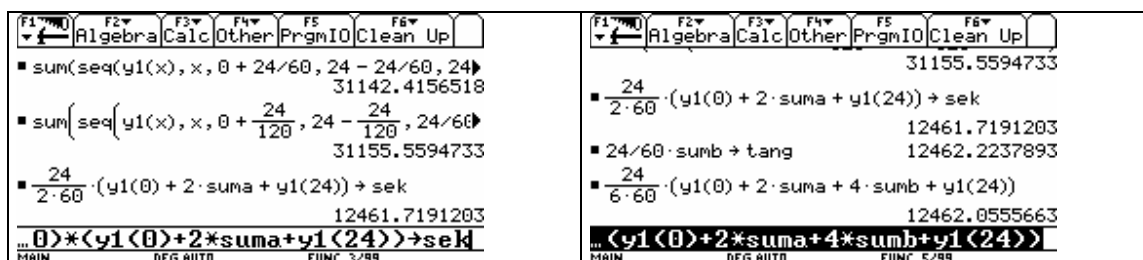 F1 F2 F3 F4 F5 F6
Algebra Calc Other PrgmIO Clean Up
sum(seq(y1(x), x, 0 + 24/60, 24 - 24/60, 24
31142.4156518
sum(seq(y1(x), x, 0 + 24/120, 24 - 24/120, 24/60
31155.5594733
24/(2·60)·(y1(0) + 2·suma + y1(24)) → sek
12461.7191203
…0)*(y1(0)+2*suma+y1(24))→sek
MAIN DEG AUTO FUNC 3/99
F1 F2 F3 F4 F5 F6
Algebra Calc Other PrgmIO Clean Up
31155.5594733
24/(2·60)·(y1(0) + 2·suma + y1(24)) → sek
12461.7191203
24/60·sumb → tang 12462.2237893
24/(6·60)·(y1(0) + 2·suma + 4·sumb + y1(24))
12462.0555663
…(y1(0)+2*suma+4*sumb+y1(24))
MAIN DEG AUTO FUNC 5/99